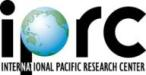 iprc
INTERNATIONAL PACIFIC RESEARCH CENTER